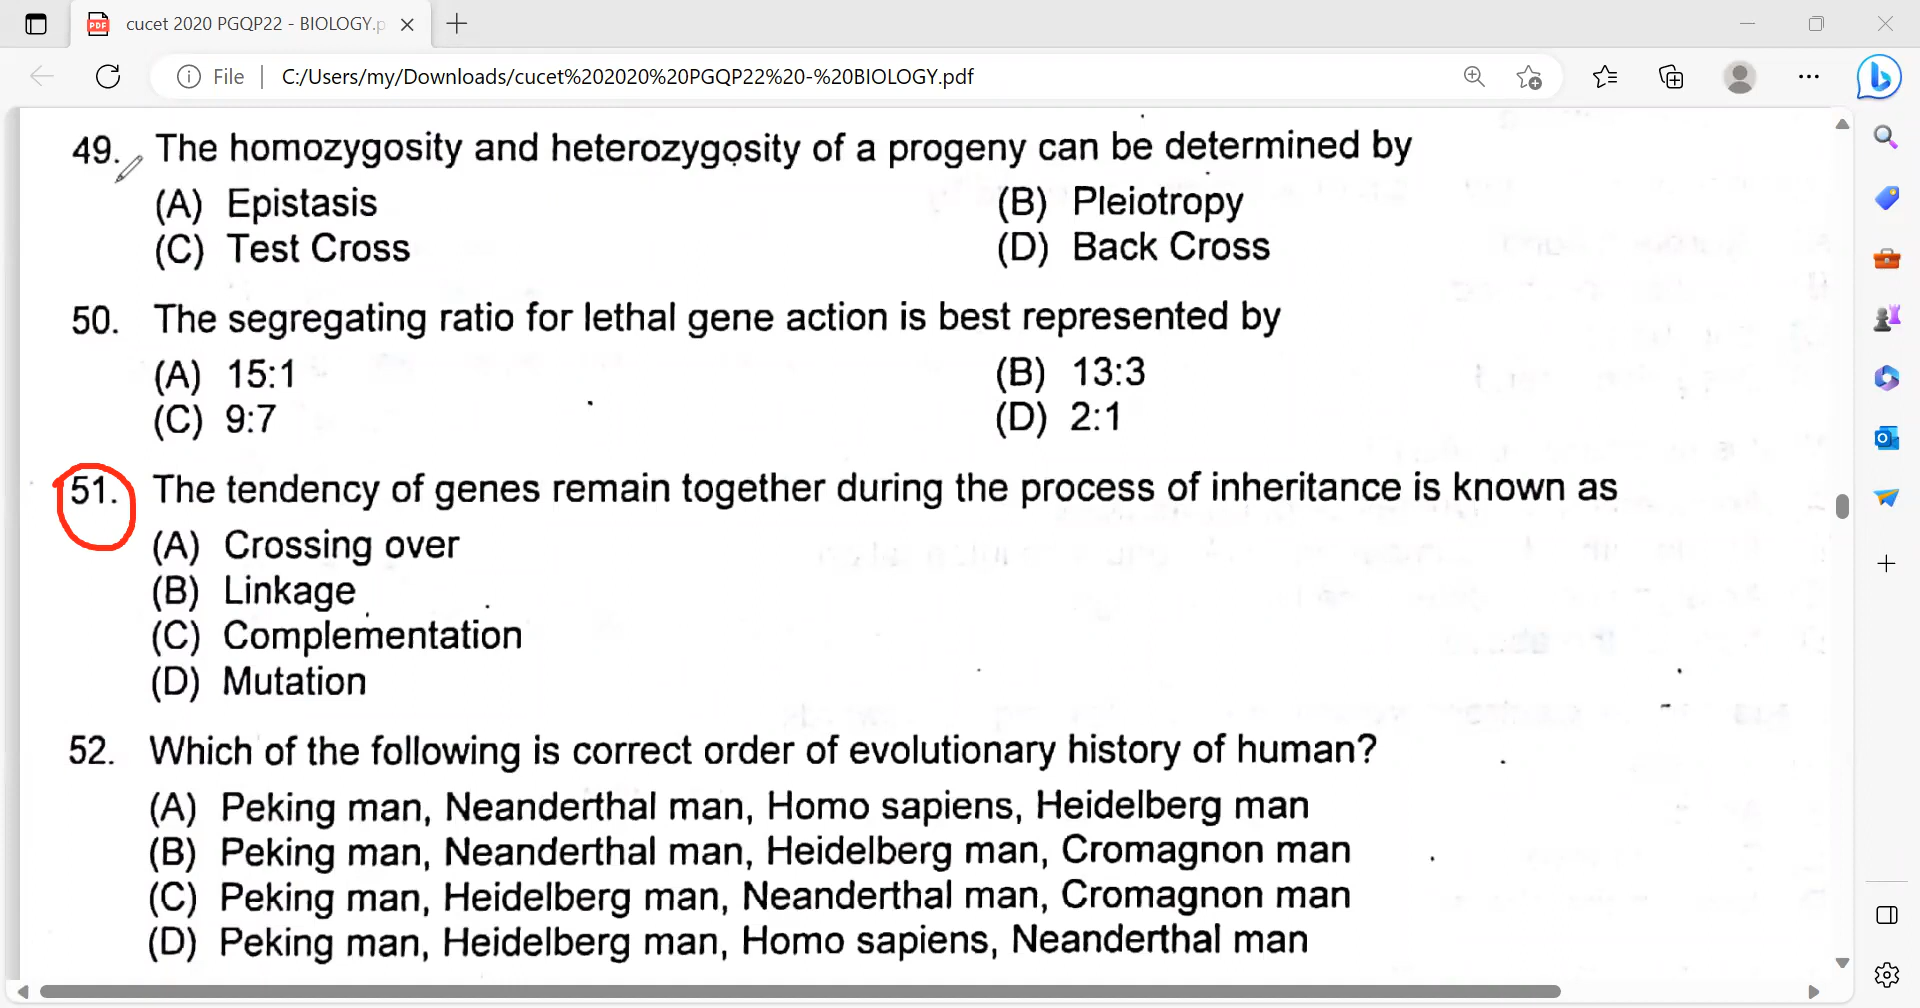 cucet 2020 PGQP22 - BIOLOGY.p
File
C:/Users/my/Downloads/cucet%202020%20PGQP22%20-%20BIOLOGY.pdf
49. The homozygosity and heterozygosity of a progeny can be determined by
(A) Epistasis (B) Pleiotropy
(C) Test Cross (D) Back Cross
50. The segregating ratio for lethal gene action is best represented by
(A) 15:1 (B) 13:3
(C) 9:7 (D) 2:1
51. The tendency of genes remain together during the process of inheritance is known as
(A) Crossing over
(B) Linkage
(C) Complementation
(D) Mutation
52. Which of the following is correct order of evolutionary history of human?
(A) Peking man, Neanderthal man, Homo sapiens, Heidelberg man
(B) Peking man, Neanderthal man, Heidelberg man, Cromagnon man
(C) Peking man, Heidelberg man, Neanderthal man, Cromagnon man
(D) Peking man, Heidelberg man, Homo sapiens, Neanderthal man